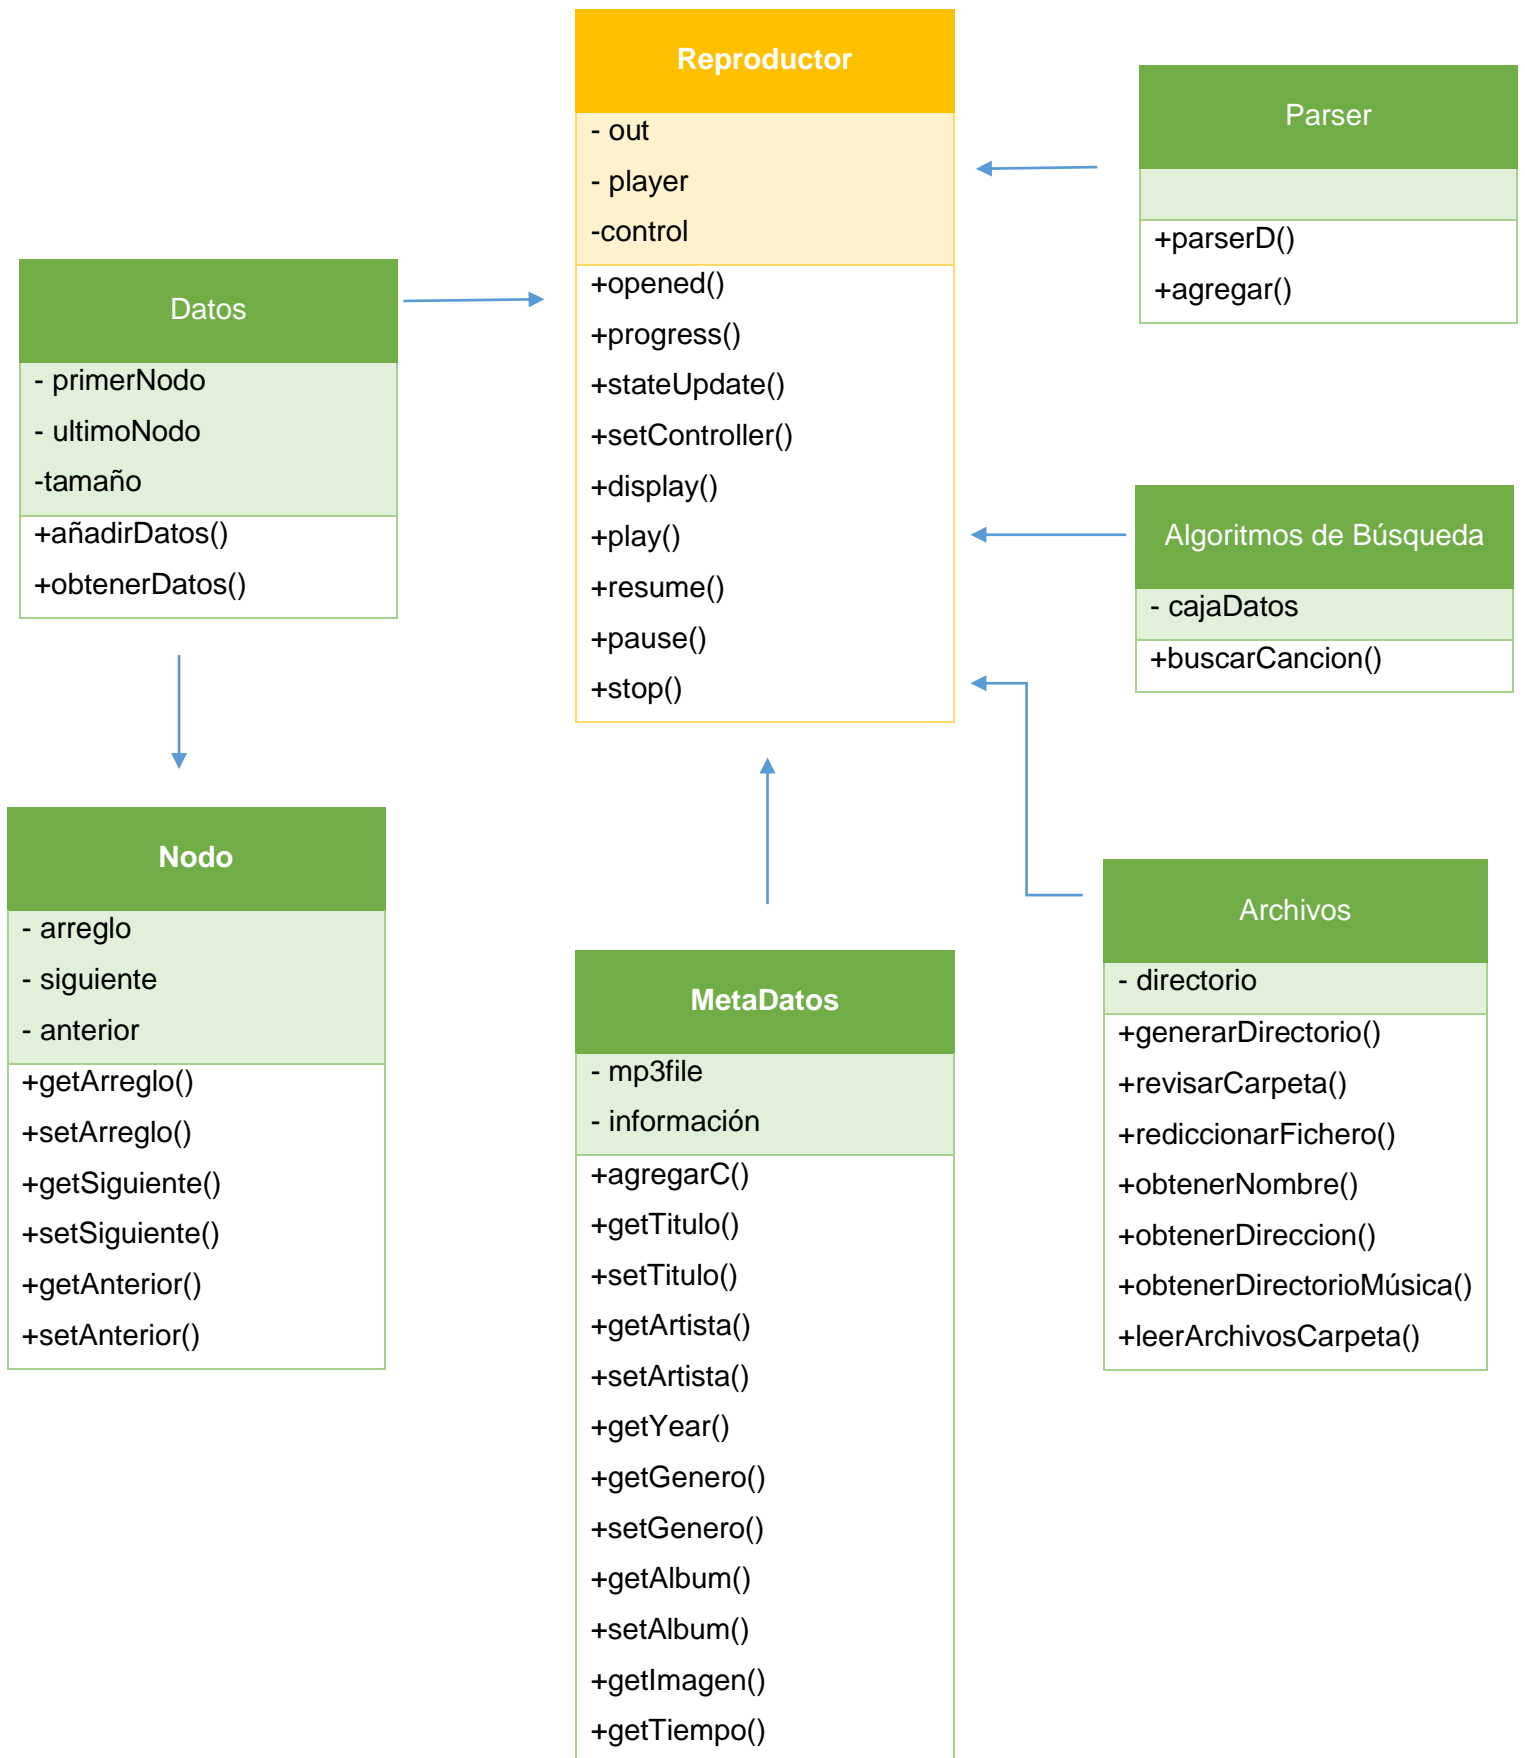 Reproductor
- out
- player
-control
+opened()
+progress()
+stateUpdate()
+setController()
+display()
+play()
+resume()
+pause()
+stop()
Parser
+parserD()
+agregar()
Datos
- primerNodo
- ultimoNodo
-tamaño
+añadirDatos()
+obtenerDatos()
Algoritmos de Búsqueda
- cajaDatos
+buscarCancion()
Nodo
- arreglo
- siguiente
- anterior
+getArreglo()
+setArreglo()
+getSiguiente()
+setSiguiente()
+getAnterior()
+setAnterior()
MetaDatos
- mp3file
- información
+agregarC()
+getTitulo()
+setTitulo()
+getArtista()
+setArtista()
+getYear()
+getGenero()
+setGenero()
+getAlbum()
+setAlbum()
+getImagen()
+getTiempo()
Archivos
- directorio
+generarDirectorio()
+revisarCarpeta()
+rediccionarFichero()
+obtenerNombre()
+obtenerDireccion()
+obtenerDirectorioMúsica()
+leerArchivosCarpeta()